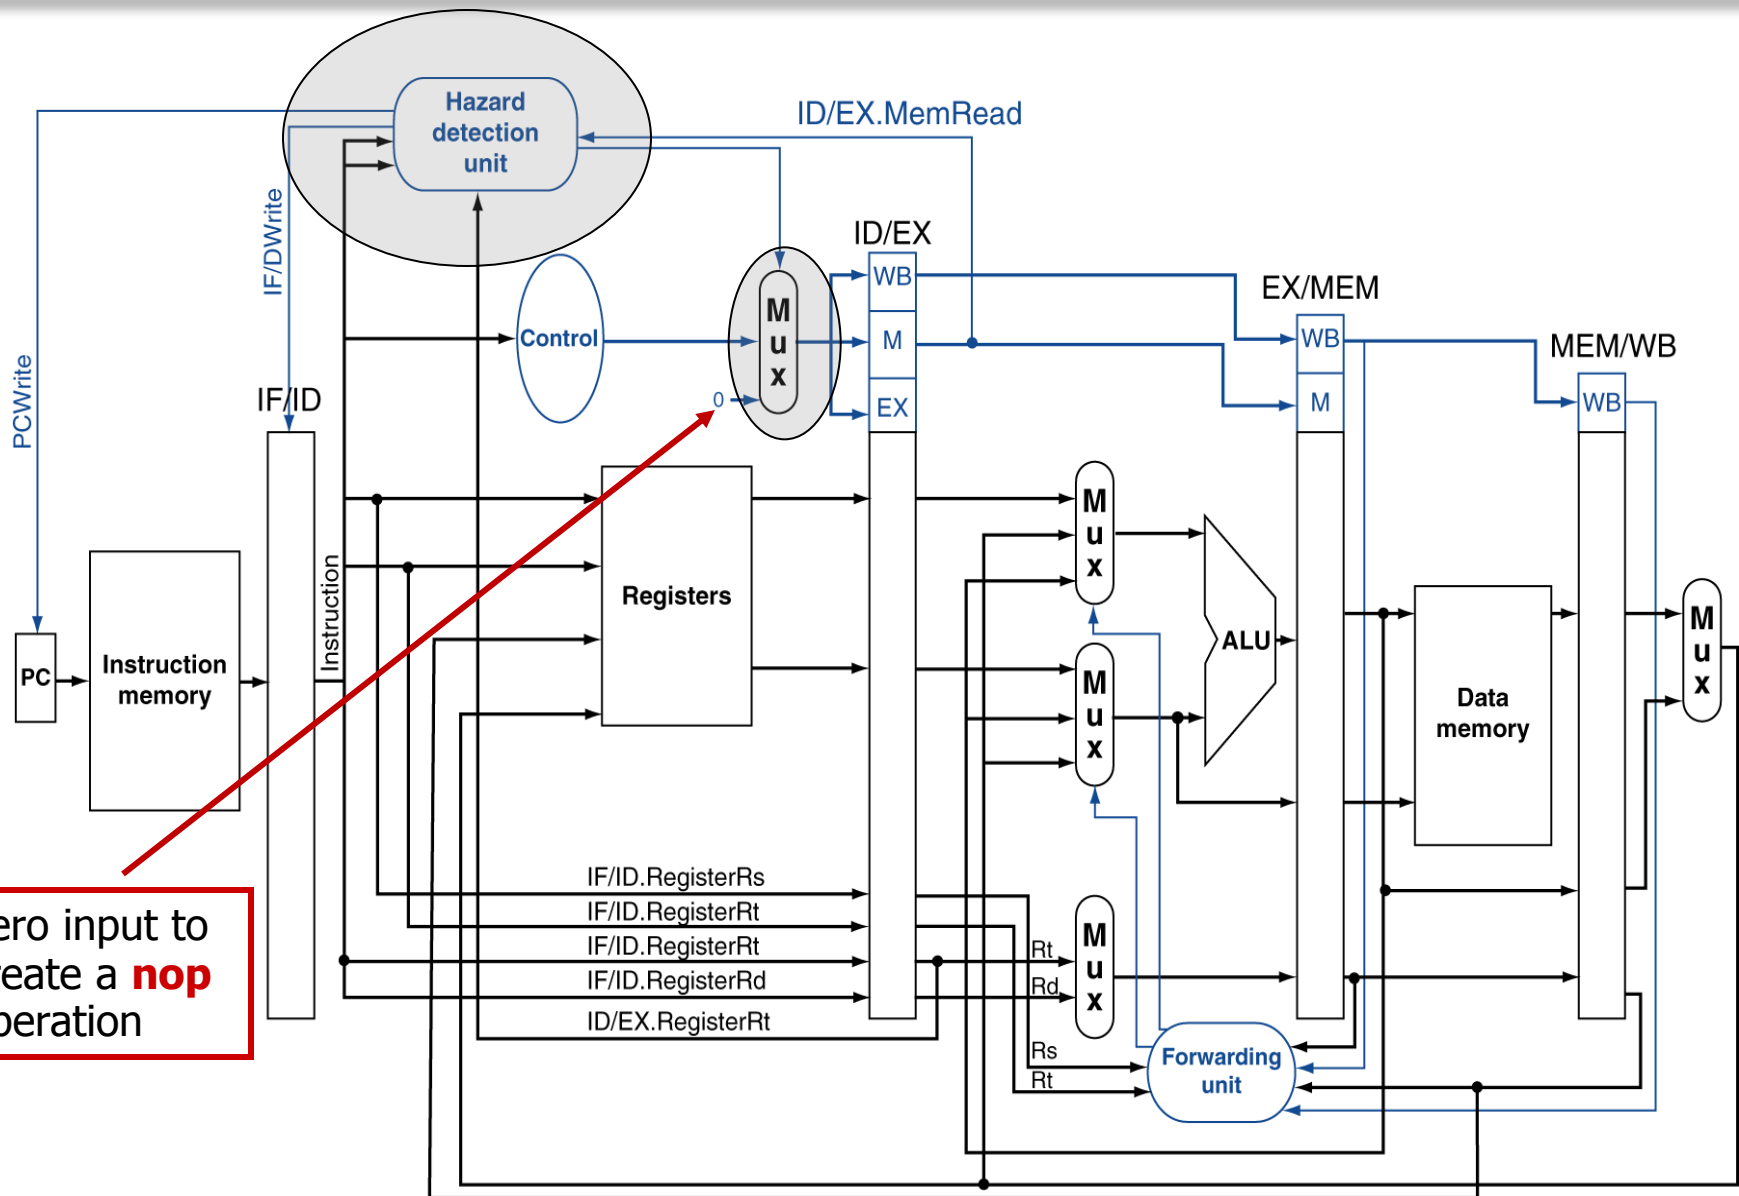 Hazard
detection
unit
ID/EX.MemRead
IF/DWrite
PCWrite
ID/EX
WB
M
EX
EX/MEM
WB
M
MEM/WB
WB
Control
M
u
x
0
IF/ID
Instruction
PC
Instruction
memory
Registers
M
u
x
M
u
x
ALU
Data
memory
M
u
x
IF/ID.RegisterRs
IF/ID.RegisterRt
IF/ID.RegisterRt
IF/ID.RegisterRd
ID/EX.RegisterRt
Rt
Rd
M
u
x
Rs
Rt
Forwarding
unit
ero input to
reate a nop
peration